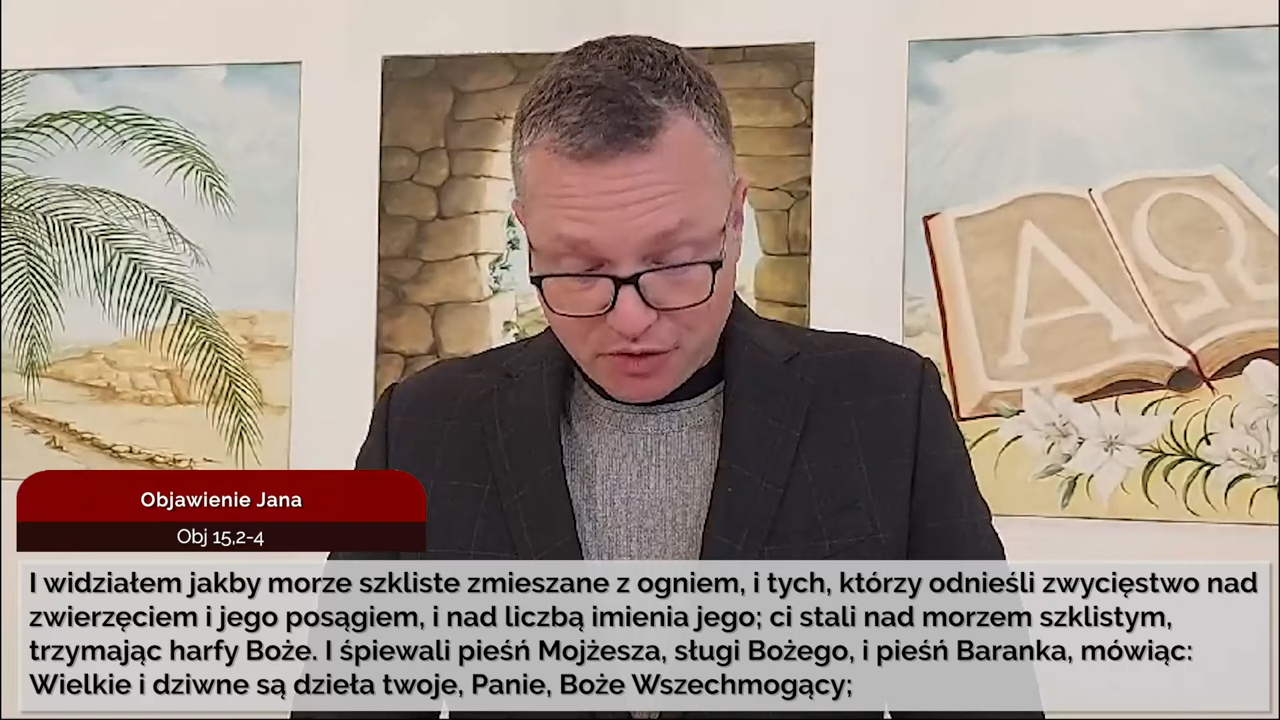 Α Ω
Objawienie Jana
Obj 15,2-4
I widziałem jakby morze szkliste zmieszane z ogniem, i tych, którzy odnieśli zwycięstwo nad
zwierzęciem i jego posągiem, i nad liczbą imienia jego; ci stali nad morzem szklistym,
trzymając harfy Boże. I śpiewali pieśń Mojżesza, sługi Bożego, i pieśń Baranka, mówiąc:
Wielkie i dziwne są dzieła twoje, Panie, Boże Wszechmogący;